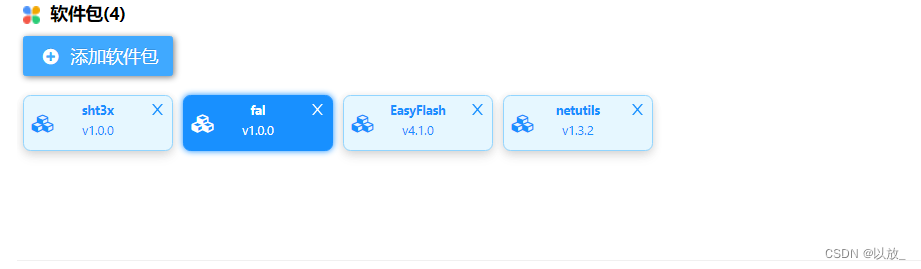 软件包(4)
添加软件包
sht3x
v1.0.0
fal
v1.0.0
EasyFlash
v4.1.0
netutils
v1.3.2
CSDN @以放_